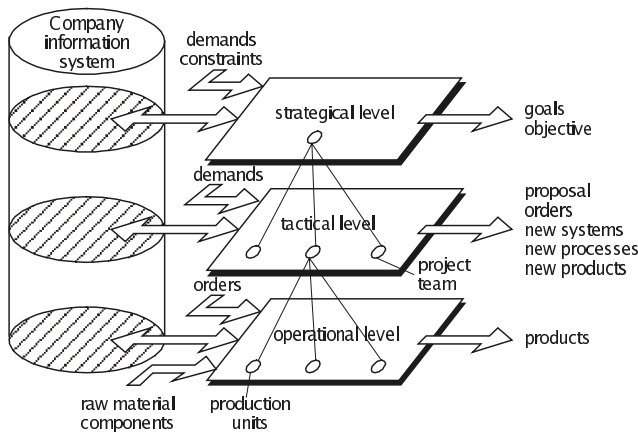 Company
information
system
demands
constraints
strategical level
goals
objective
demands
tactical level
proposal
orders
new systems
new processes
new products
project
team
orders
operational level
products
raw material
components
production
units